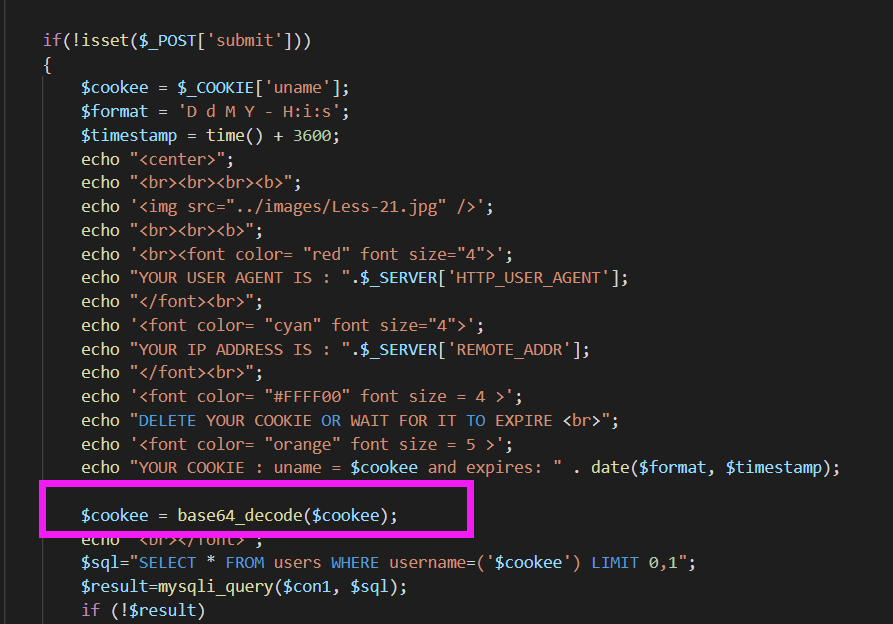 if(!isset($_POST['submit']))
{
$cookee = $_COOKIE['uname'];
$format = 'D d M Y - H:i:s';
$timestamp = time() + 3600;
echo "<center>";
echo "<br><br><br><b>";
echo '<img src="../images/Less-21.jpg" />';
echo "<br><br><b>";
echo '<br><font color= "red" font size="4">';
echo "YOUR USER AGENT IS : ".$_SERVER['HTTP_USER_AGENT'];
echo "</font><br>";
echo '<font color= "cyan" font size="4">';
echo "YOUR IP ADDRESS IS : ".$_SERVER['REMOTE_ADDR'];
echo "</font><br>";
echo '<font color= "#FFFF00" font size = 4 >';
echo "DELETE YOUR COOKIE OR WAIT FOR IT TO EXPIRE <br>";
echo '<font color= "orange" font size = 5 >';
echo "YOUR COOKIE : uname = $cookee and expires: " . date($format, $timestamp);
$cookee = base64_decode($cookee);
echo "<br></font>";
$sql="SELECT * FROM users WHERE username=('$cookee') LIMIT 0,1";
$result=mysqli_query($con1, $sql);
if (!$result)